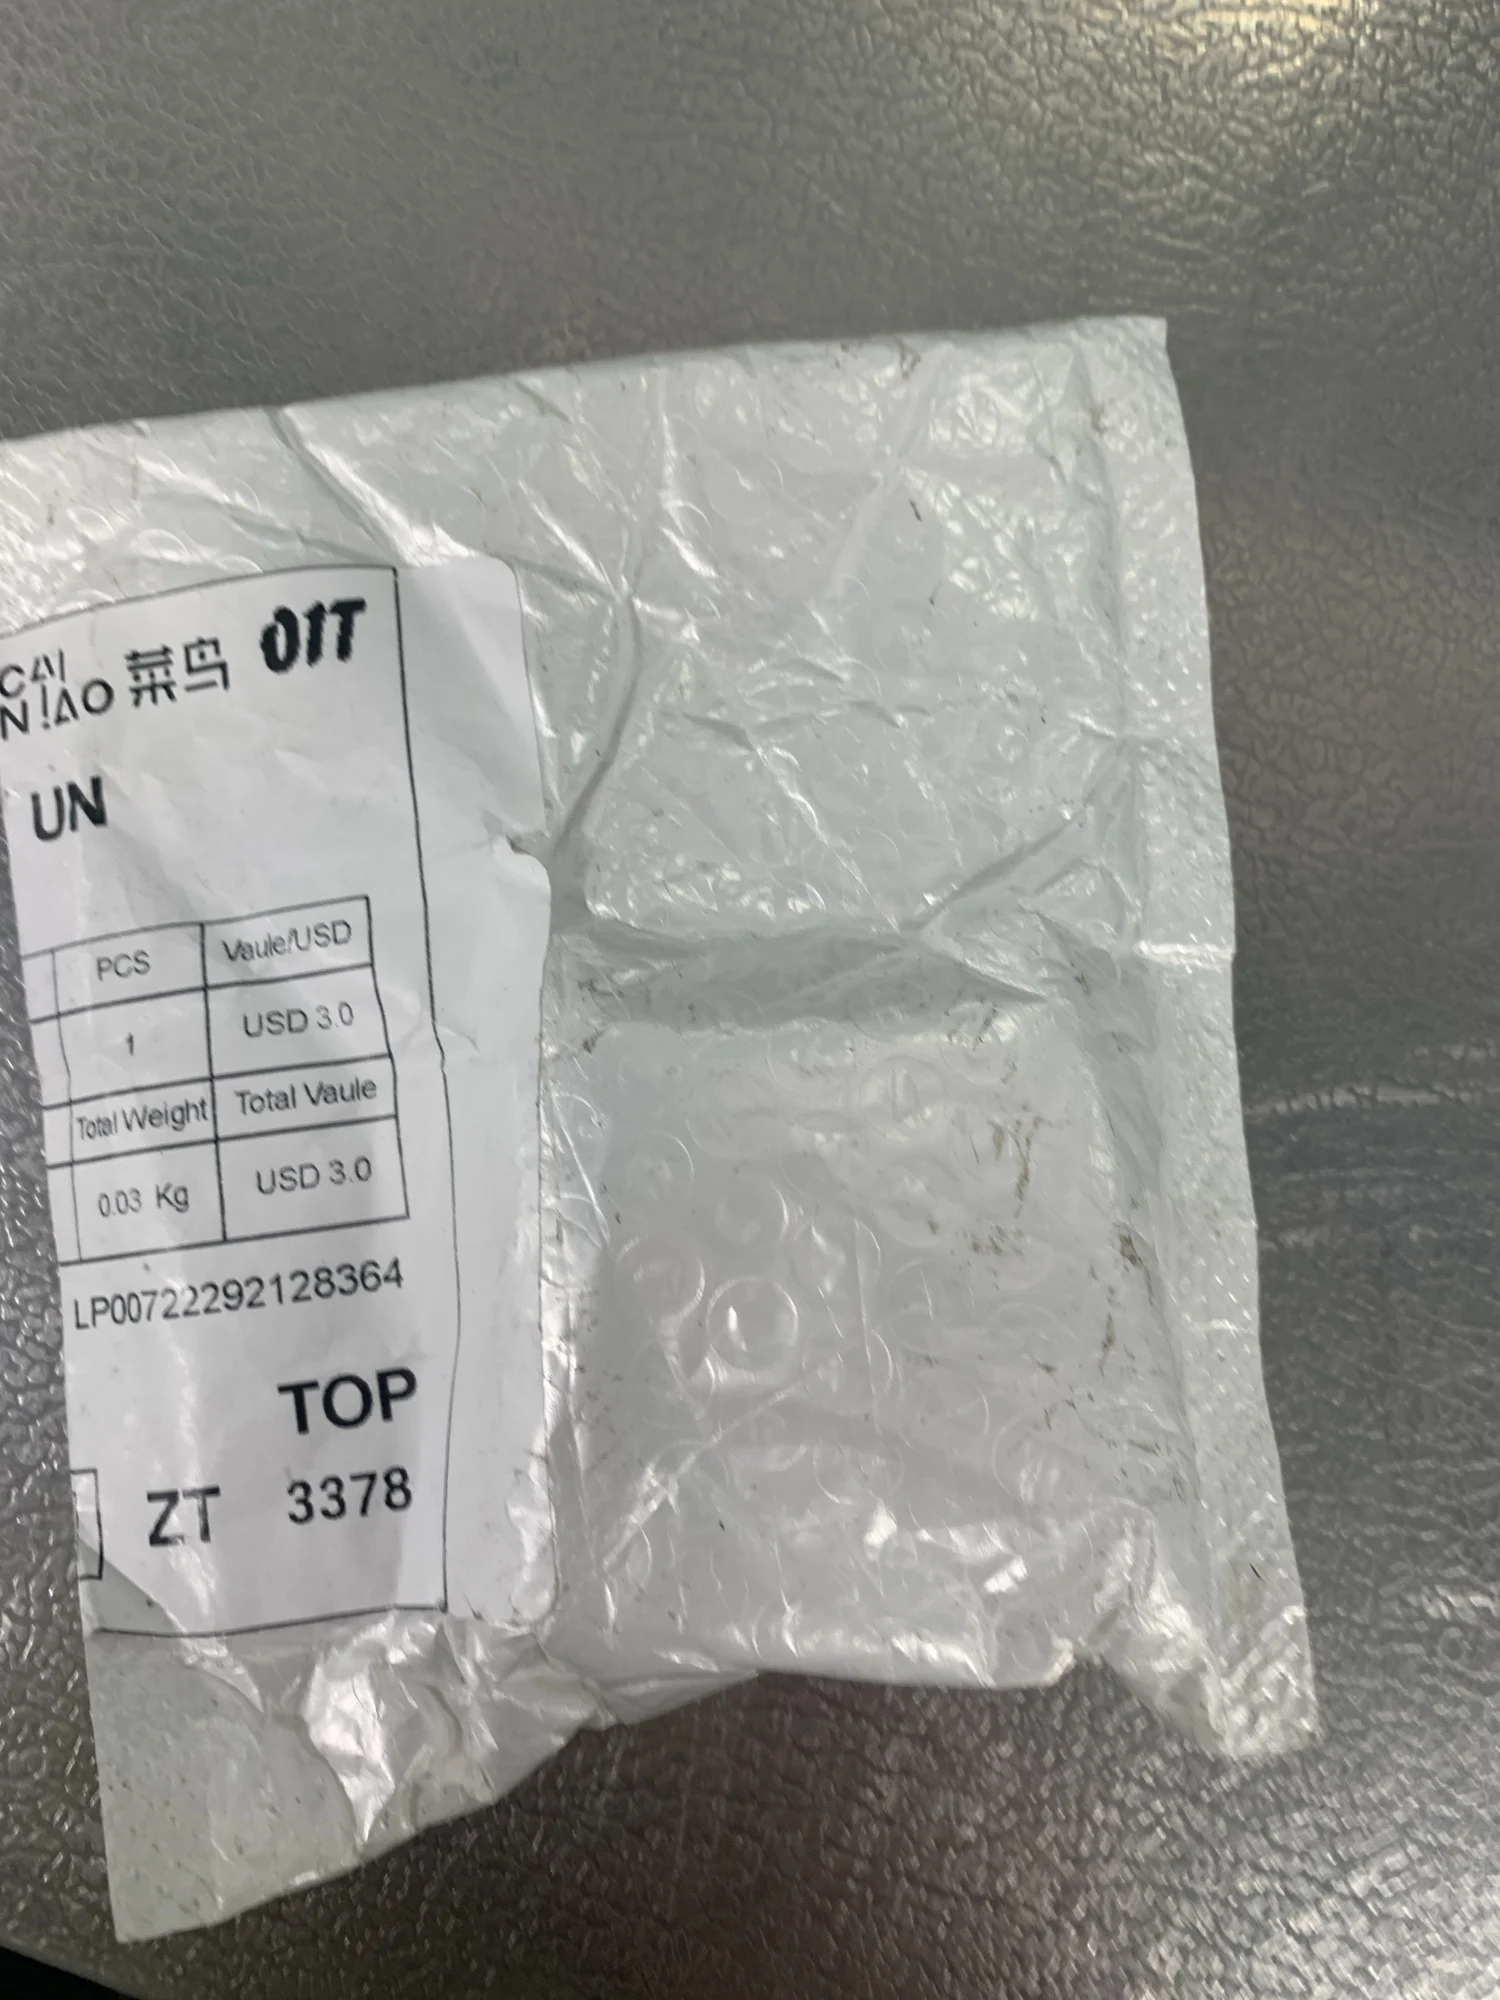 CAI
NIAO 菜鸟 01T
UN
PCS Vaule/USD
1 USD 3.0
Total Weight Total Vaule
0.03 Kg USD 3.0
LP00722292128364
TOP
ZT 3378